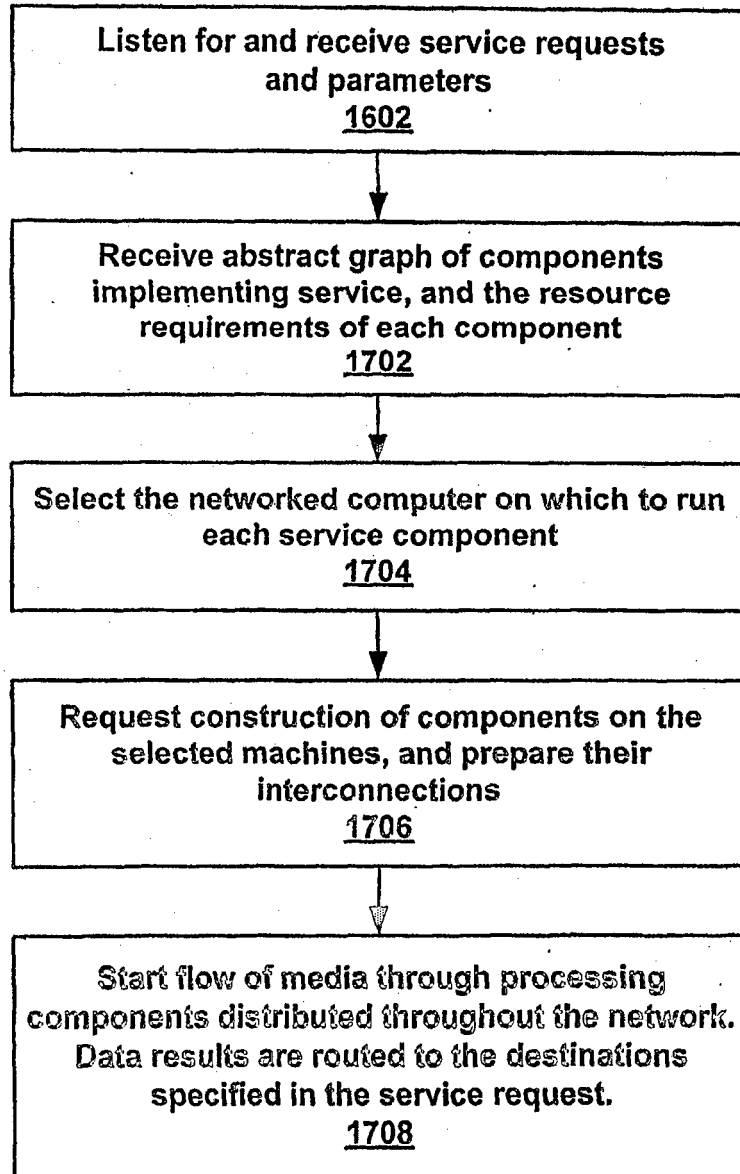 Listen for and receive service requests
and parameters
1602
Receive abstract graph of components
implementing service, and the resource
requirements of each component
1702
Select the networked computer on which to run
each service component
1704
Request construction of components on the
selected machines, and prepare their
interconnections
1706
Start flow of media through processing
components distributed throughout the network.
Data results are routed to the destinations
specified in the service request.
1708